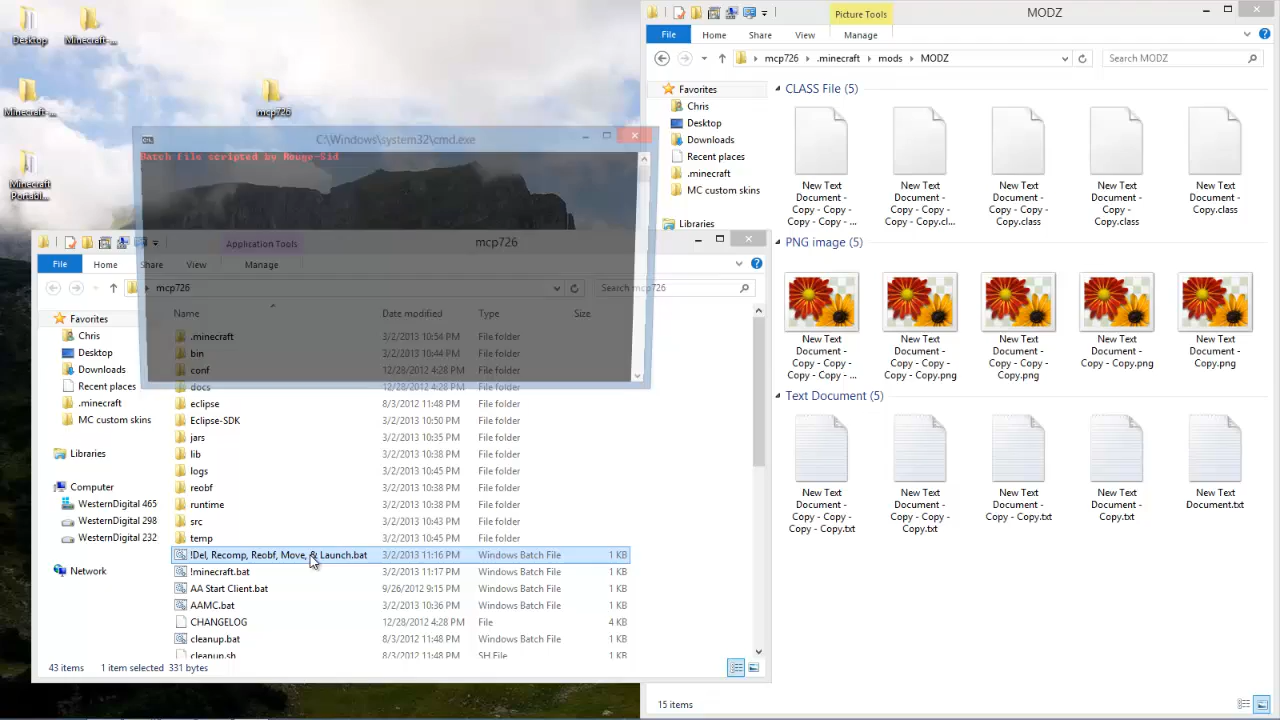 Desktop
Minecraft-...
Minecraft-...
mcp726
Minecraft
Portabl...
C:\Windows\system32\cmd.exe
Batch file scripted by Rouge-Sid
Application Tools
mcp726
File
Home
Share
View
Manage
mcp726
Search mcp726
Favorites
Chris
Desktop
Downloads
Recent places
.minecraft
MC custom skins
Libraries
Computer
WesternDigital 465
WesternDigital 298
WesternDigital 232
Network
Name Date modified Type Size
.minecraft 3/2/2013 10:54 PM File folder
bin 3/2/2013 10:44 PM File folder
conf 12/28/2012 4:28 PM File folder
docs 12/28/2012 4:28 PM File folder
eclipse 8/3/2012 11:48 PM File folder
Eclipse-SDK 3/2/2013 10:50 PM File folder
jars 3/2/2013 10:35 PM File folder
lib 3/2/2013 10:38 PM File folder
logs 3/2/2013 10:45 PM File folder
reobf 3/2/2013 10:38 PM File folder
runtime 3/2/2013 10:38 PM File folder
src 3/2/2013 10:43 PM File folder
temp 3/2/2013 10:45 PM File folder
!Del, Recomp, Reobf, Move, & Launch.bat 3/2/2013 11:16 PM Windows Batch File 1 KB
!minecraft.bat 3/2/2013 11:17 PM Windows Batch File 1 KB
AA Start Client.bat 9/26/2012 9:15 PM Windows Batch File 1 KB
AAMC.bat 3/2/2013 10:36 PM Windows Batch File 1 KB
CHANGELOG 12/28/2012 4:28 PM File 4 KB
cleanup.bat 8/3/2012 11:48 PM Windows Batch File 1 KB
cleanup.sh 8/3/2012 11:48 PM SH File 1 KB
43 items 1 item selected 331 bytes
Picture Tools
MODZ
File
Home
Share
View
Manage
mcp726 .minecraft mods MODZ
Search MODZ
Favorites
Chris
Desktop
Downloads
Recent places
.minecraft
MC custom skins
Libraries
CLASS File (5)
New Text
Document -
Copy - Copy -
Copy - Copy - ...
New Text
Document -
Copy - Copy -
Copy - Copy.cl...
New Text
Document -
Copy - Copy -
Copy.class
New Text
Document -
Copy - Copy
Copy.class
New Text
Document -
Copy.class
PNG image (5)
New Text
Document -
Copy - Copy -
Copy - Copy - ...
New Text
Document -
Copy - Copy -
Copy - Copy.png
New Text
Document -
Copy - Copy -
Copy.png
New Text
Document -
Copy - Copy.png
New Text
Document -
Copy.png
Text Document (5)
New Text
Document -
Copy - Copy -
Copy - Copy.txt
New Text
Document -
Copy - Copy -
Copy.txt
New Text
Document -
Copy - Copy.txt
New Text
Document -
Copy.txt
New Text
Document.txt
15 items